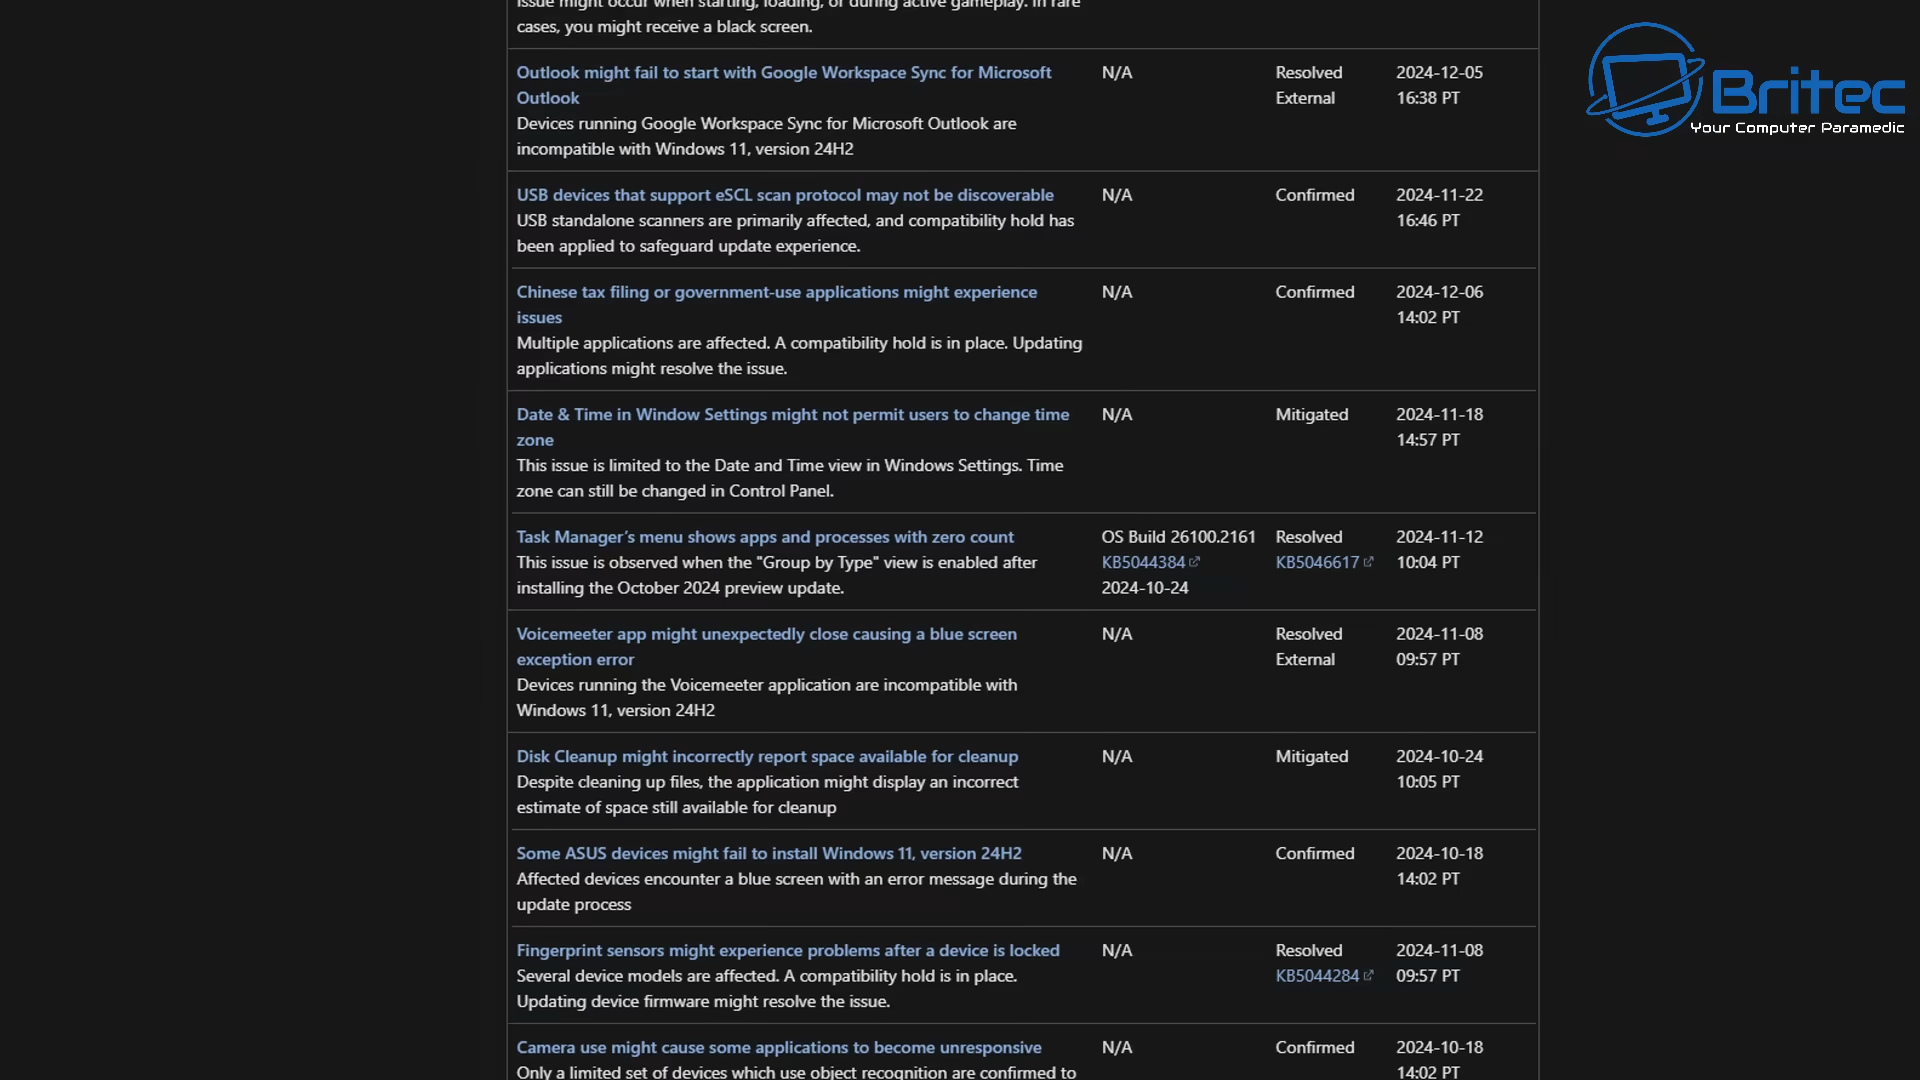 issue might occur when starting, loading, or during active gameplay. In rare
cases, you might receive a black screen.
Outlook might fail to start with Google Workspace Sync for Microsoft
Outlook
Devices running Google Workspace Sync for Microsoft Outlook are
incompatible with Windows 11, version 24H2
N/A
Resolved
External
2024-12-05
16:38 PT
USB devices that support eSCL scan protocol may not be discoverable
USB standalone scanners are primarily affected, and compatibility hold has
been applied to safeguard update experience.
N/A
Confirmed
2024-11-22
16:46 PT
Chinese tax filing or government-use applications might experience
issues
Multiple applications are affected. A compatibility hold is in place. Updating
applications might resolve the issue.
N/A
Confirmed
2024-12-06
14:02 PT
Date & Time in Window Settings might not permit users to change time
zone
This issue is limited to the Date and Time view in Windows Settings. Time
zone can still be changed in Control Panel.
N/A
Mitigated
2024-11-18
14:57 PT
Task Manager’s menu shows apps and processes with zero count
This issue is observed when the "Group by Type" view is enabled after
installing the October 2024 preview update.
OS Build 26100.2161
KB5044384
2024-10-24
Resolved
KB5046617
2024-11-12
10:04 PT
Voicemeeter app might unexpectedly close causing a blue screen
exception error
Devices running the Voicemeeter application are incompatible with
Windows 11, version 24H2
N/A
Resolved
External
2024-11-08
09:57 PT
Disk Cleanup might incorrectly report space available for cleanup
Despite cleaning up files, the application might display an incorrect
estimate of space still available for cleanup
N/A
Mitigated
2024-10-24
10:05 PT
Some ASUS devices might fail to install Windows 11, version 24H2
Affected devices encounter a blue screen with an error message during the
update process
N/A
Confirmed
2024-10-18
14:02 PT
Fingerprint sensors might experience problems after a device is locked
Several device models are affected. A compatibility hold is in place.
Updating device firmware might resolve the issue.
N/A
Resolved
KB5044284
2024-11-08
09:57 PT
Camera use might cause some applications to become unresponsive
Only a limited set of devices which use object recognition are confirmed to
N/A
Confirmed
2024-10-18
14:02 PT
Britec
Your Computer Paramedic